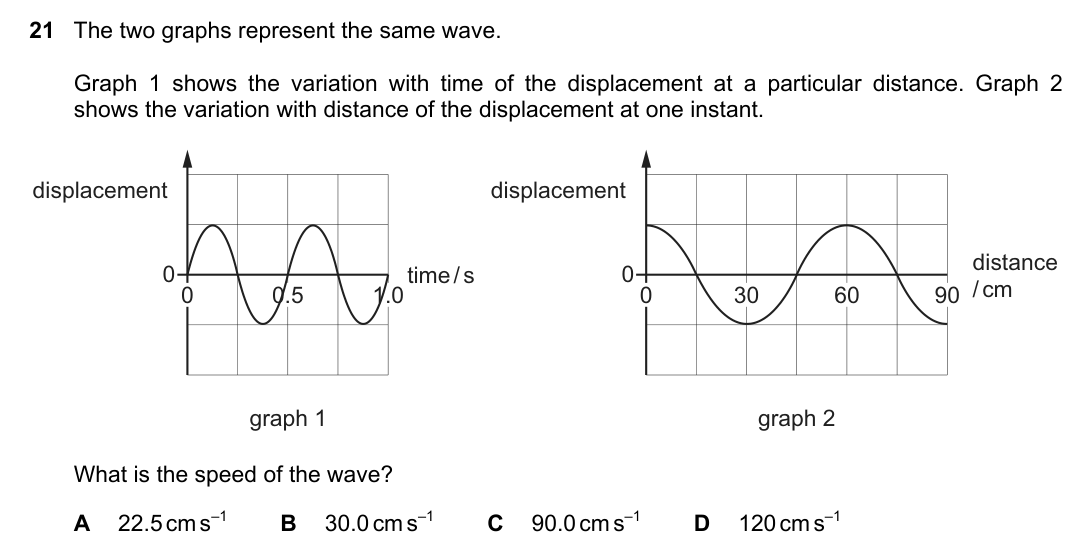 21 The two graphs represent the same wave.
Graph 1 shows the variation with time of the displacement at a particular distance. Graph 2
shows the variation with distance of the displacement at one instant.
displacement
0
0
0.5
1.0
time / s
graph 1
displacement
0
0
30
60
90
distance
/ cm
graph 2
What is the speed of the wave?
A 22.5 cm s⁻¹ B 30.0 cm s⁻¹ C 90.0 cm s⁻¹ D 120 cm s⁻¹